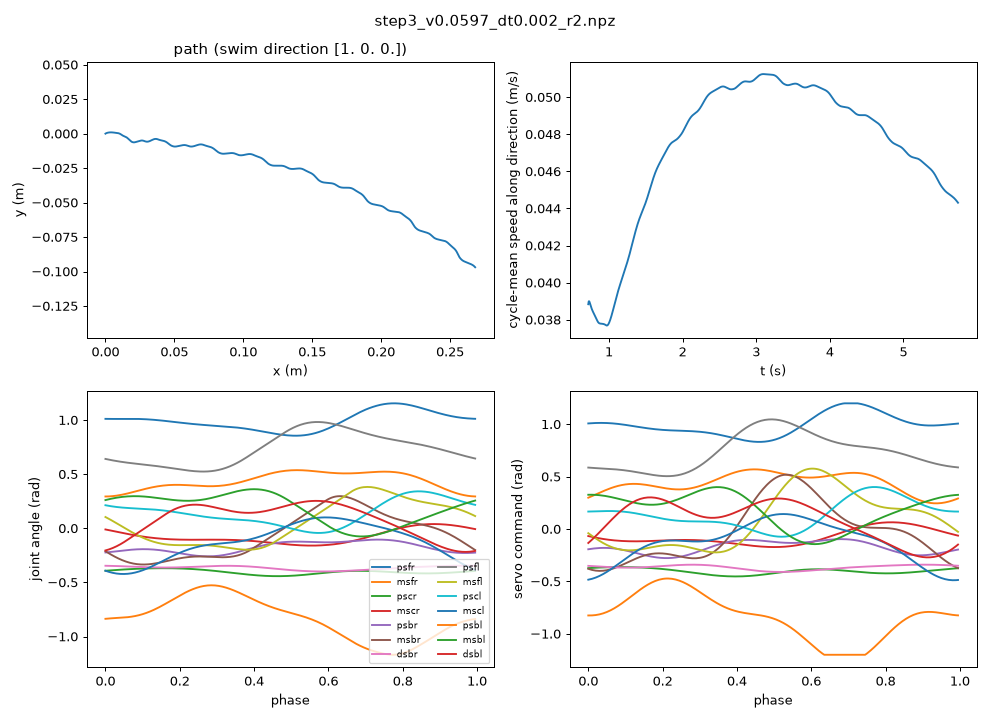 step3_v0.0597_dt0.002_r2.npz
path (swim direction [1. 0. 0.])
0.050
0.025
0.000
−0.025
−0.050
−0.075
−0.100
−0.125
y (m)
0.00 0.05 0.10 0.15 0.20 0.25
x (m)
0.050
0.048
0.046
0.044
0.042
0.040
0.038
cycle-mean speed along direction (m/s)
1 2 3 4 5
t (s)
1.0
0.5
0.0
−0.5
−1.0
joint angle (rad)
psfr psfl
msfr msfl
pscr pscl
mscr mscl
psbr psbl
msbr msbl
dsbr dsbl
0.0 0.2 0.4 0.6 0.8 1.0
phase
1.0
0.5
0.0
−0.5
−1.0
servo command (rad)
0.0 0.2 0.4 0.6 0.8 1.0
phase